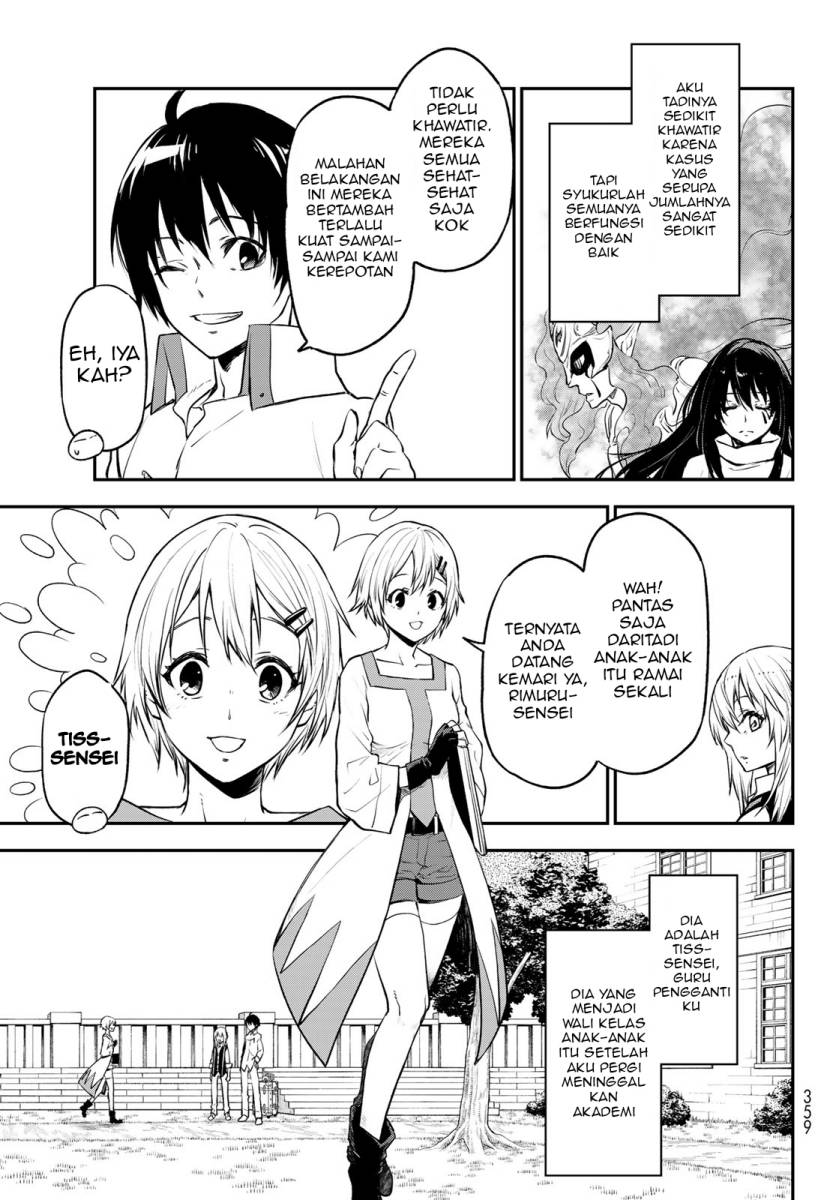 AKU
TADINYA
SEDIKIT
KHAWATIR
KARENA
KASUS
YANG
SERUPA
JUMLAHNYA
SANGAT
SEDIKIT
TAPI
SYUKURLAH
SEMUANYA
BERFUNGSI
DENGAN
BAIK
TIDAK
PERLU
KHAWATIR.
MEREKA
SEMUA
SEHAT-
SEHAT
SAJA
KOK
MALAHAN
BELAKANGAN
INI MEREKA
BERTAMBAH
TERLALU
KUAT SAMPAI-
SAMPAI KAMI
KEREPOTAN
EH, IYA
KAH?
WAH!
PANTAS
SAJA
DARITADI
ANAK-ANAK
ITU RAMAI
SEKALI
TERNYATA
ANDA
DATANG
KEMARI YA,
RIMURU-
SENSEI
TISS-
SENSEI
DIA
ADALAH
TISS-
SENSEI,
GURU
PENGGANTI
KU
DIA YANG
MENJADI
WALI KELAS
ANAK-ANAK
ITU SETELAH
AKU PERGI
MENINGGAL
KAN
AKADEMI
359